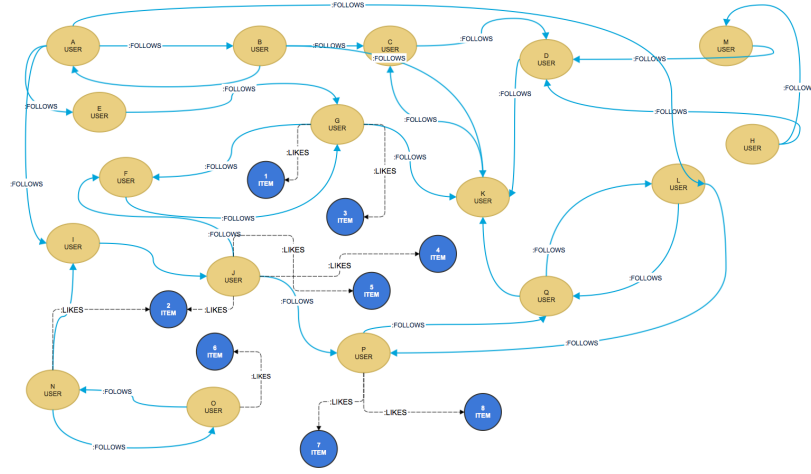 :FOLLOWS
A
USER
:FOLLOWS
B
USER
:FOLLOWS
C
USER
:FOLLOWS
:FOLLOWS
D
USER
M
USER
:FOLLOWS
:FOLLOWS
:FOLLOWS
:FOLLOWS
:FOLLOWS
:FOLLOW
E
USER
:FOLLOWS
G
USER
:FOLLOWS
:FOLLOWS
H
USER
:LIKES
:LIKES
:FOLLOWS
:FOLLOWS
1
ITEM
F
USER
:FOLLOWS
K
USER
L
USER
:FOLLOWS
3
ITEM
:FOLLOWS
:FOLLOWS
I
USER
:FOLLOWS
J
USER
4
ITEM
:FOLLOWS
:FOLLOWS
:LIKES
5
ITEM
Q
USER
:LIKES
2
ITEM
:LIKES
:FOLLOWS
:FOLLOWS
:FOLLOWS
6
ITEM
P
USER
:LIKES
N
USER
:FOLOWS
O
USER
:LIKES
:LIKES
8
ITEM
:FOLOWS
7
ITEM